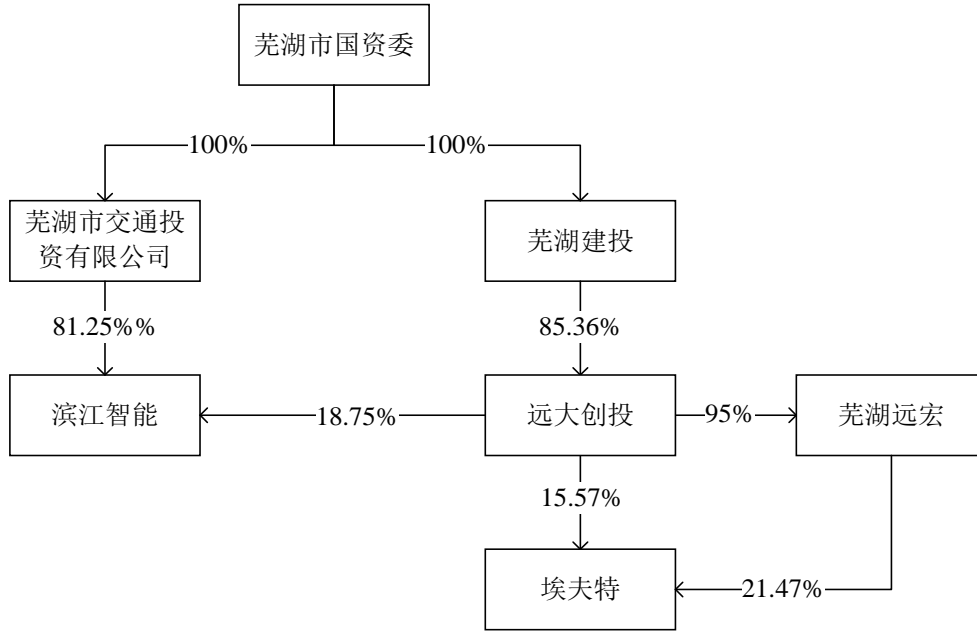 芜湖市国资委
100%
100%
芜湖市交通投
资有限公司
芜湖建投
81.25%%
85.36%
滨江智能
18.75%
远大创投
95%
芜湖远宏
15.57%
埃夫特
21.47%